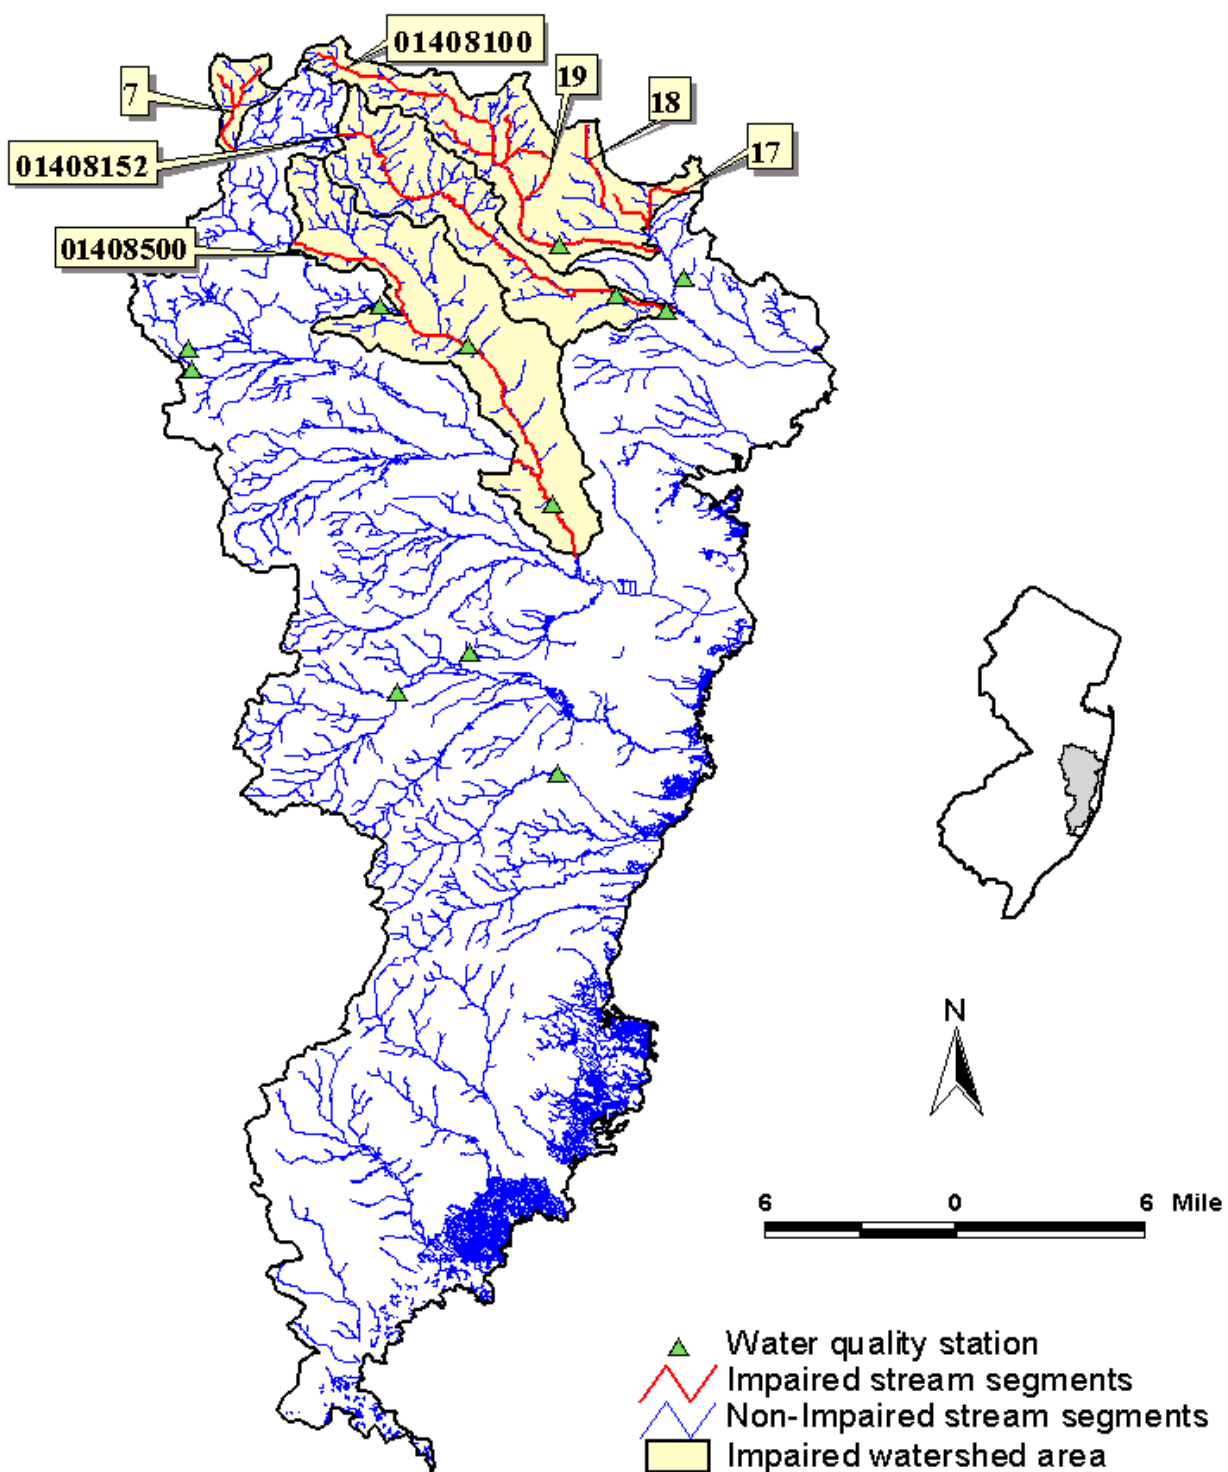 01408100
19
7
18
17
01408152
01408500
N
6 0 6 Mile
Water quality station
Impaired stream segments
Non-Impaired stream segments
Impaired watershed area